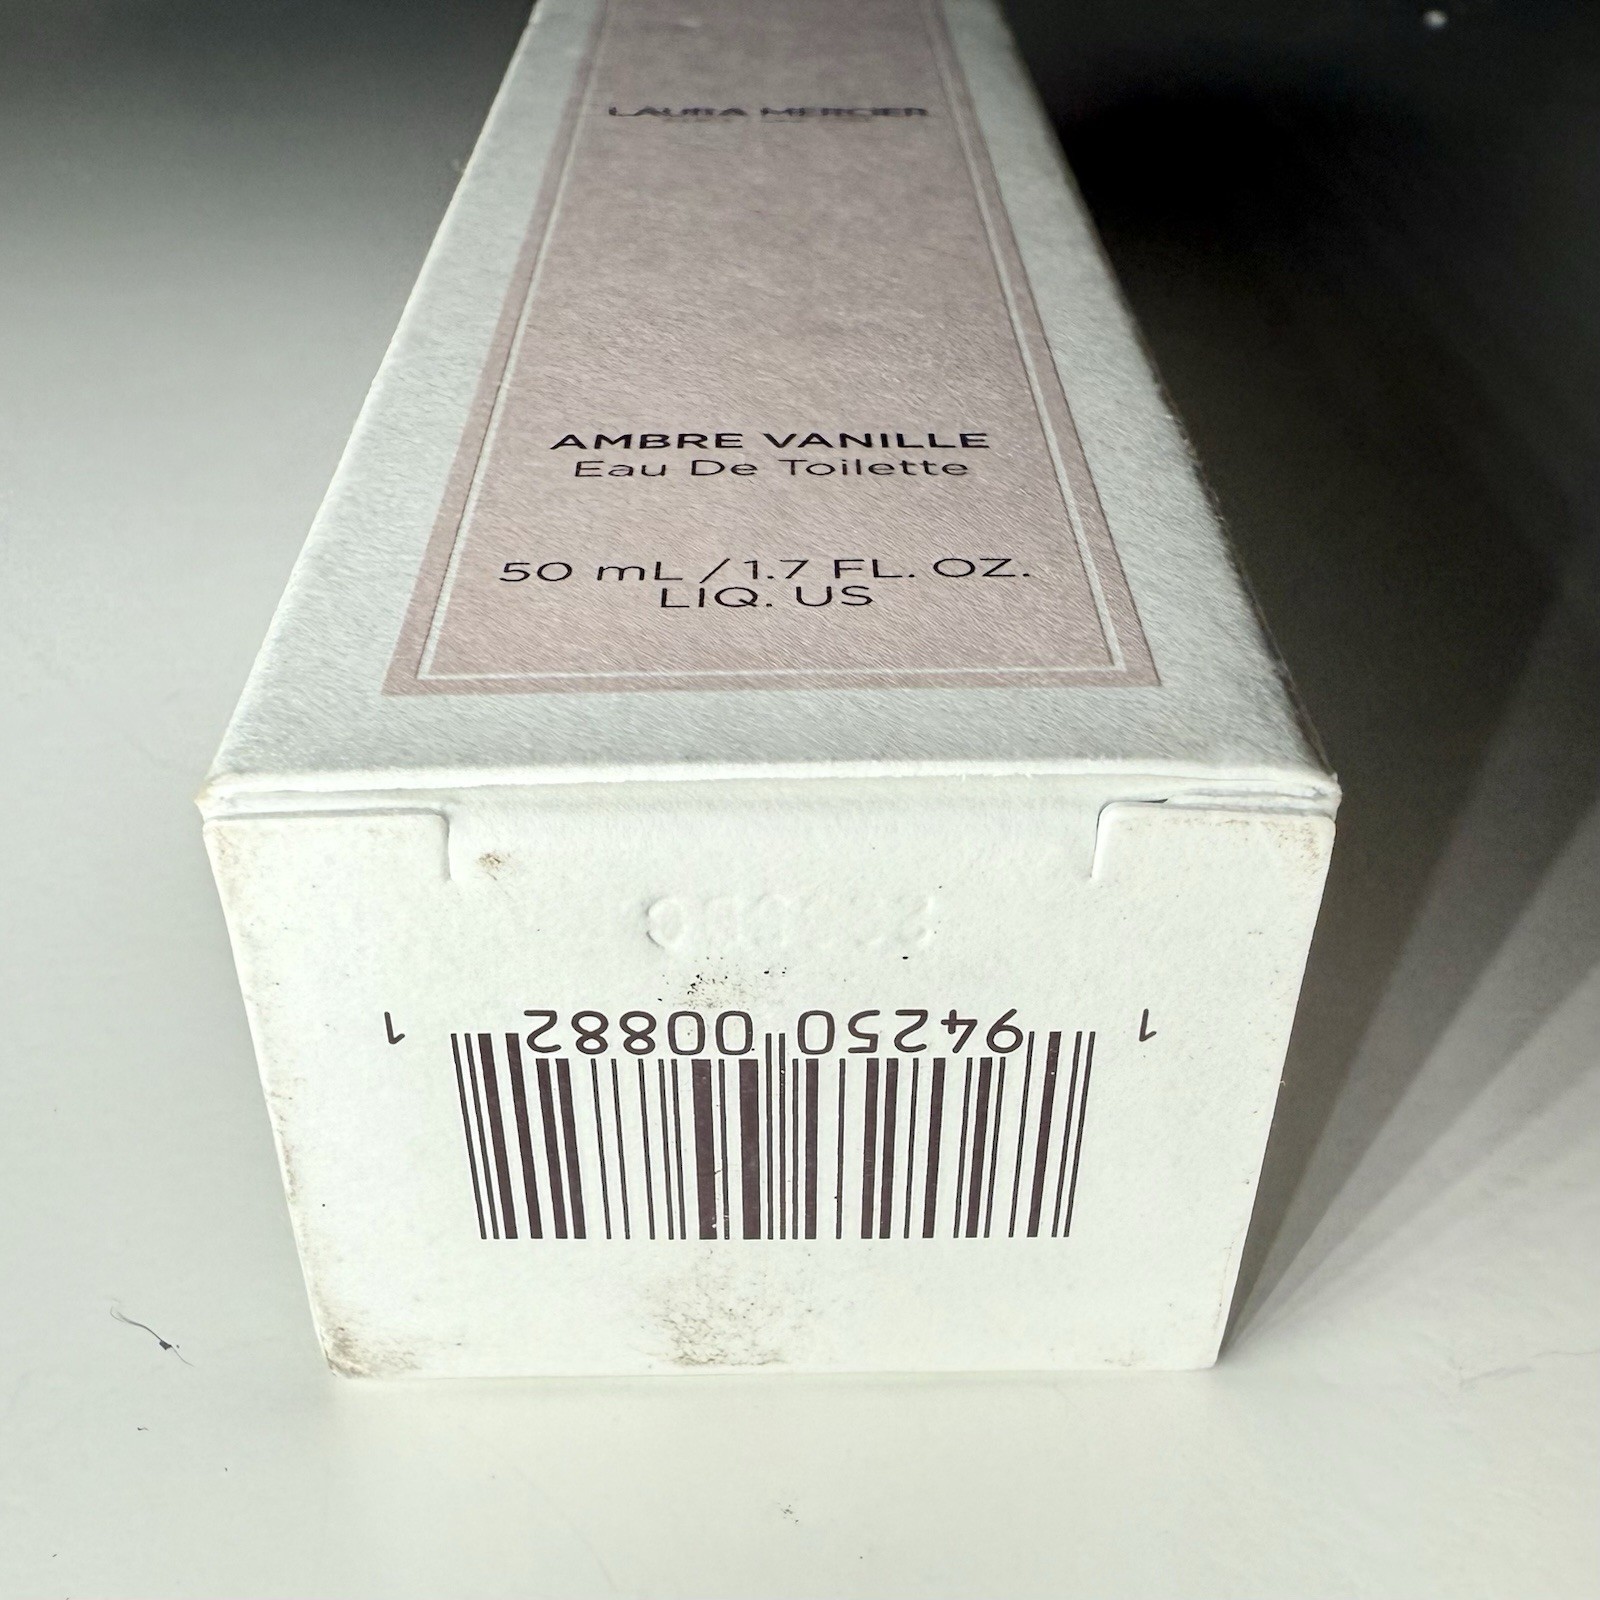 LAURA MERCIER
AMBRE VANILLE
Eau De Toilette
50 mL / 1.7 FL. OZ.
LIQ. US
1 94250 00882 1